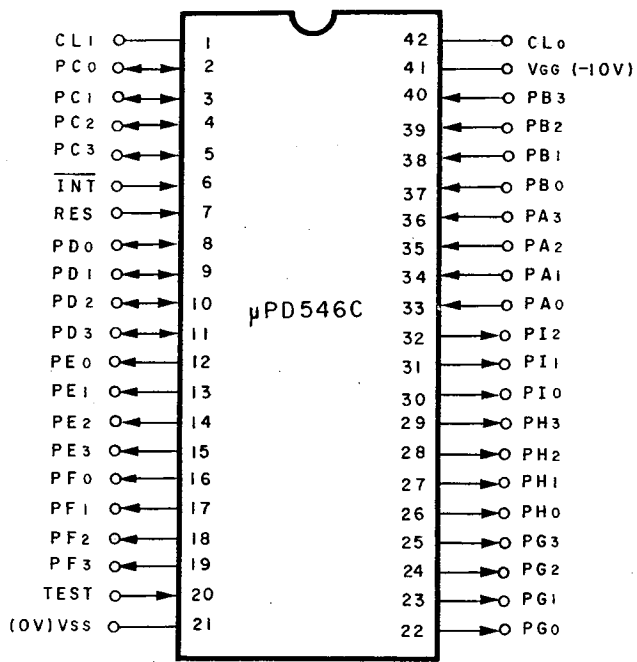 CL1 1 42 CL0
PC0 2 41 VGG (-10V)
PC1 3 40 PB3
PC2 4 39 PB2
PC3 5 38 PB1
INT 6 37 PB0
RES 7 36 PA3
PD0 8 35 PA2
PD1 9 34 PA1
PD2 10 33 PA0
μPD546C
PD3 11 32 PI2
PE0 12 31 PI1
PE1 13 30 PI0
PE2 14 29 PH3
PE3 15 28 PH2
PF0 16 27 PH1
PF1 17 26 PH0
PF2 18 25 PG3
PF3 19 24 PG2
TEST 20 23 PG1
(0V)VSS 21 22 PG0